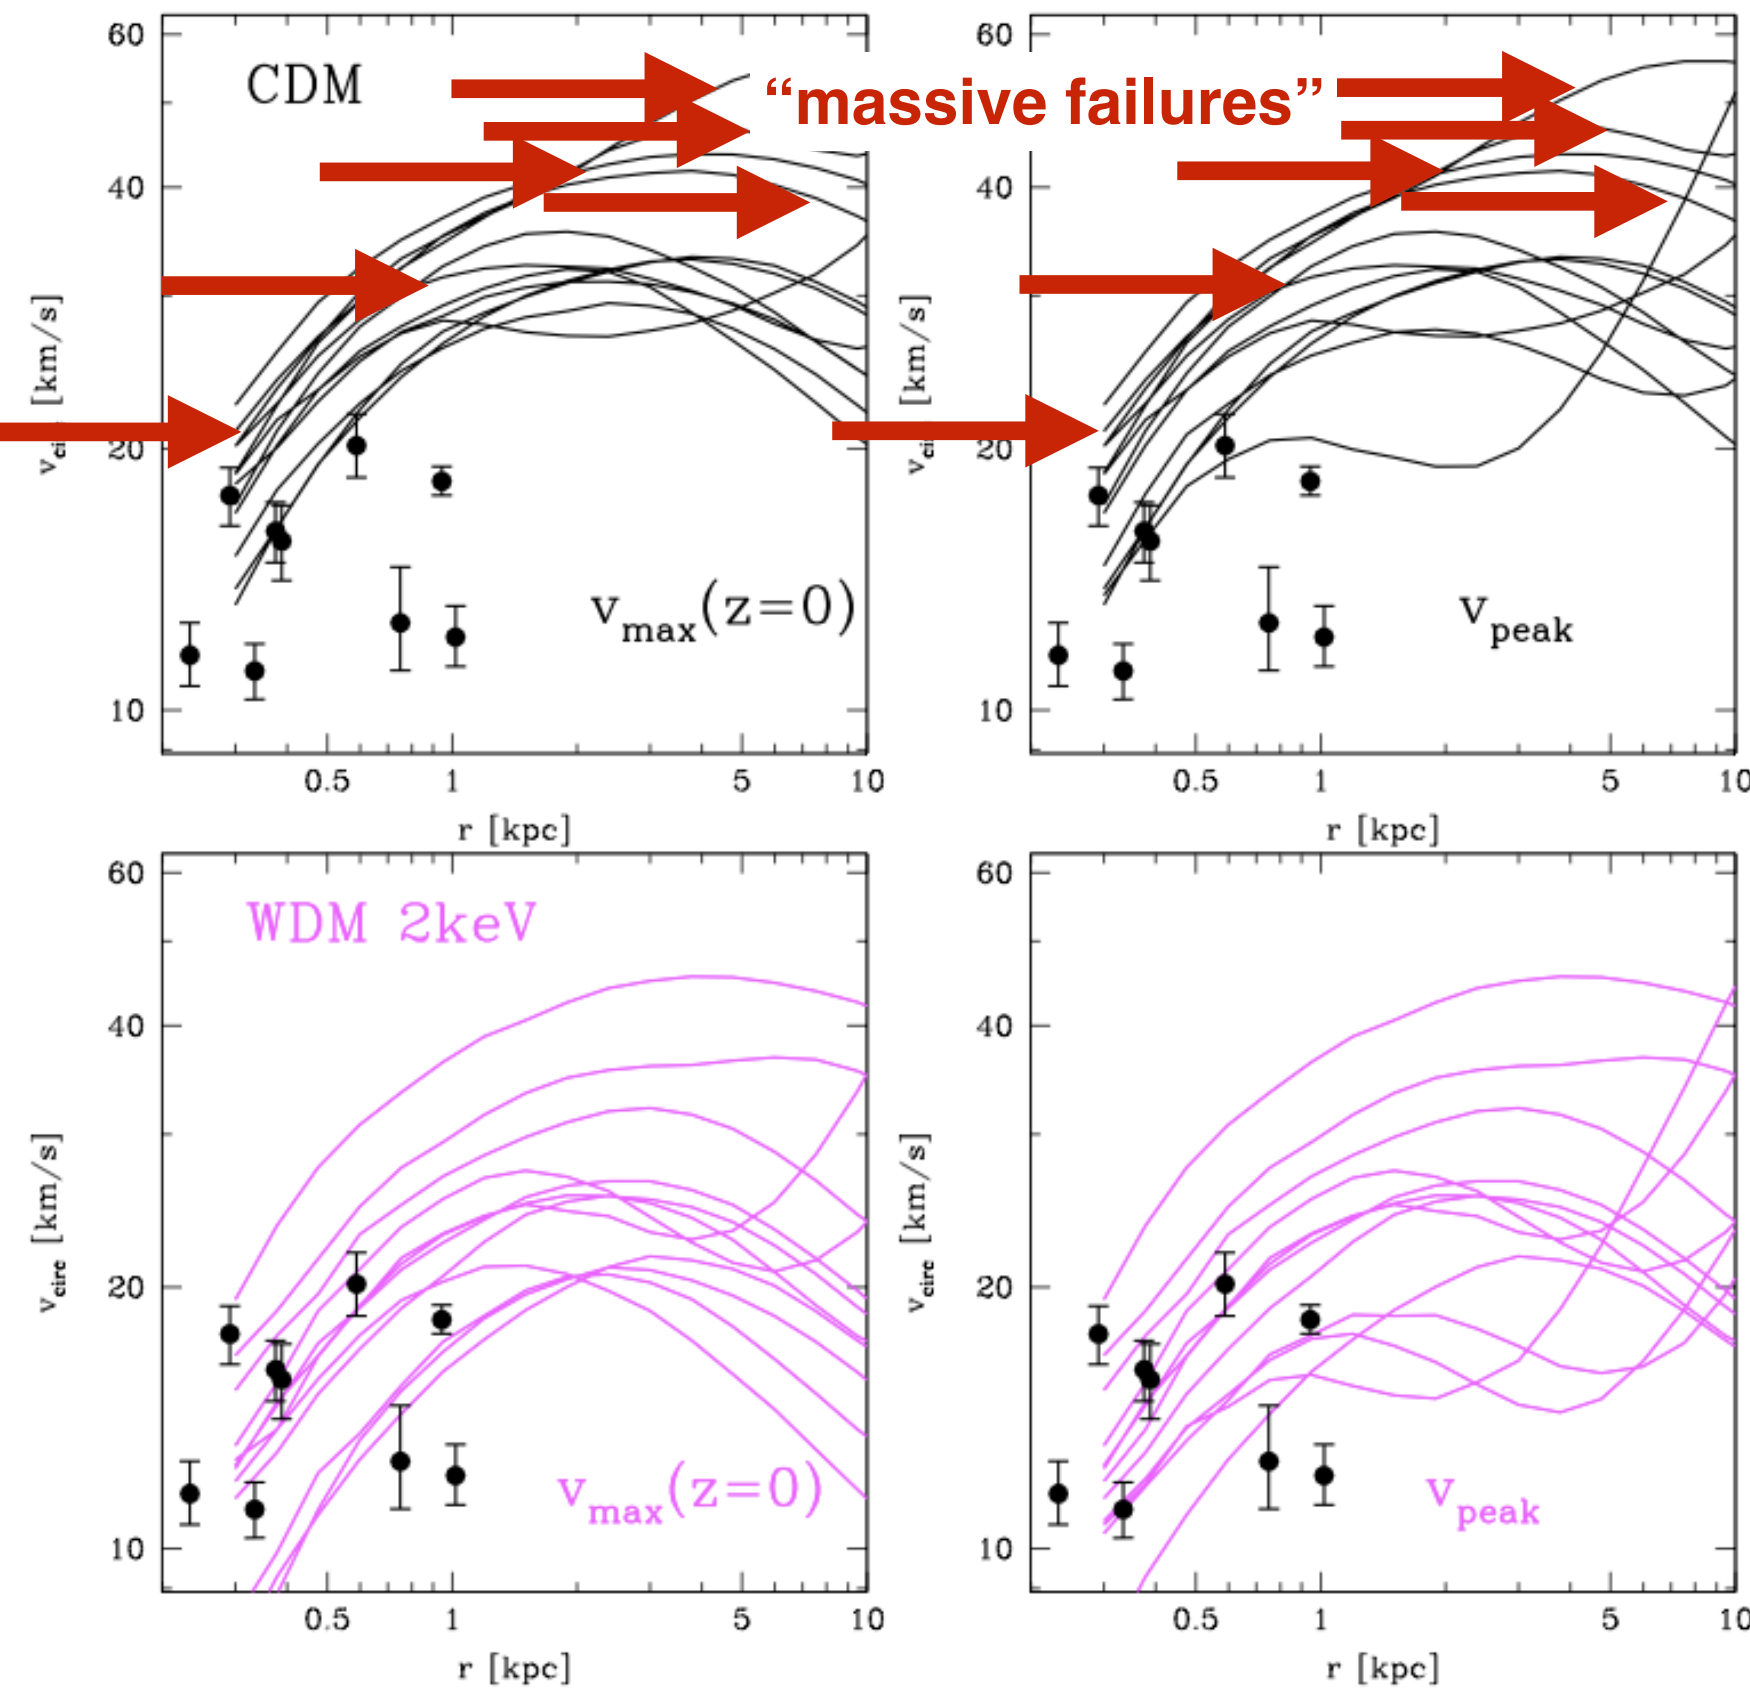 60
CDM
40
20
10
v_circ [km/s]
v_max(z=0)
0.5 1 5 10
r [kpc]
“massive failures”
60
40
20
10
[km/s]
v_peak
0.5 1 5 10
r [kpc]
60
WDM 2keV
40
20
10
v_circ [km/s]
v_max(z=0)
0.5 1 5 10
r [kpc]
60
40
20
10
v_circ [km/s]
v_peak
0.5 1 5 10
r [kpc]